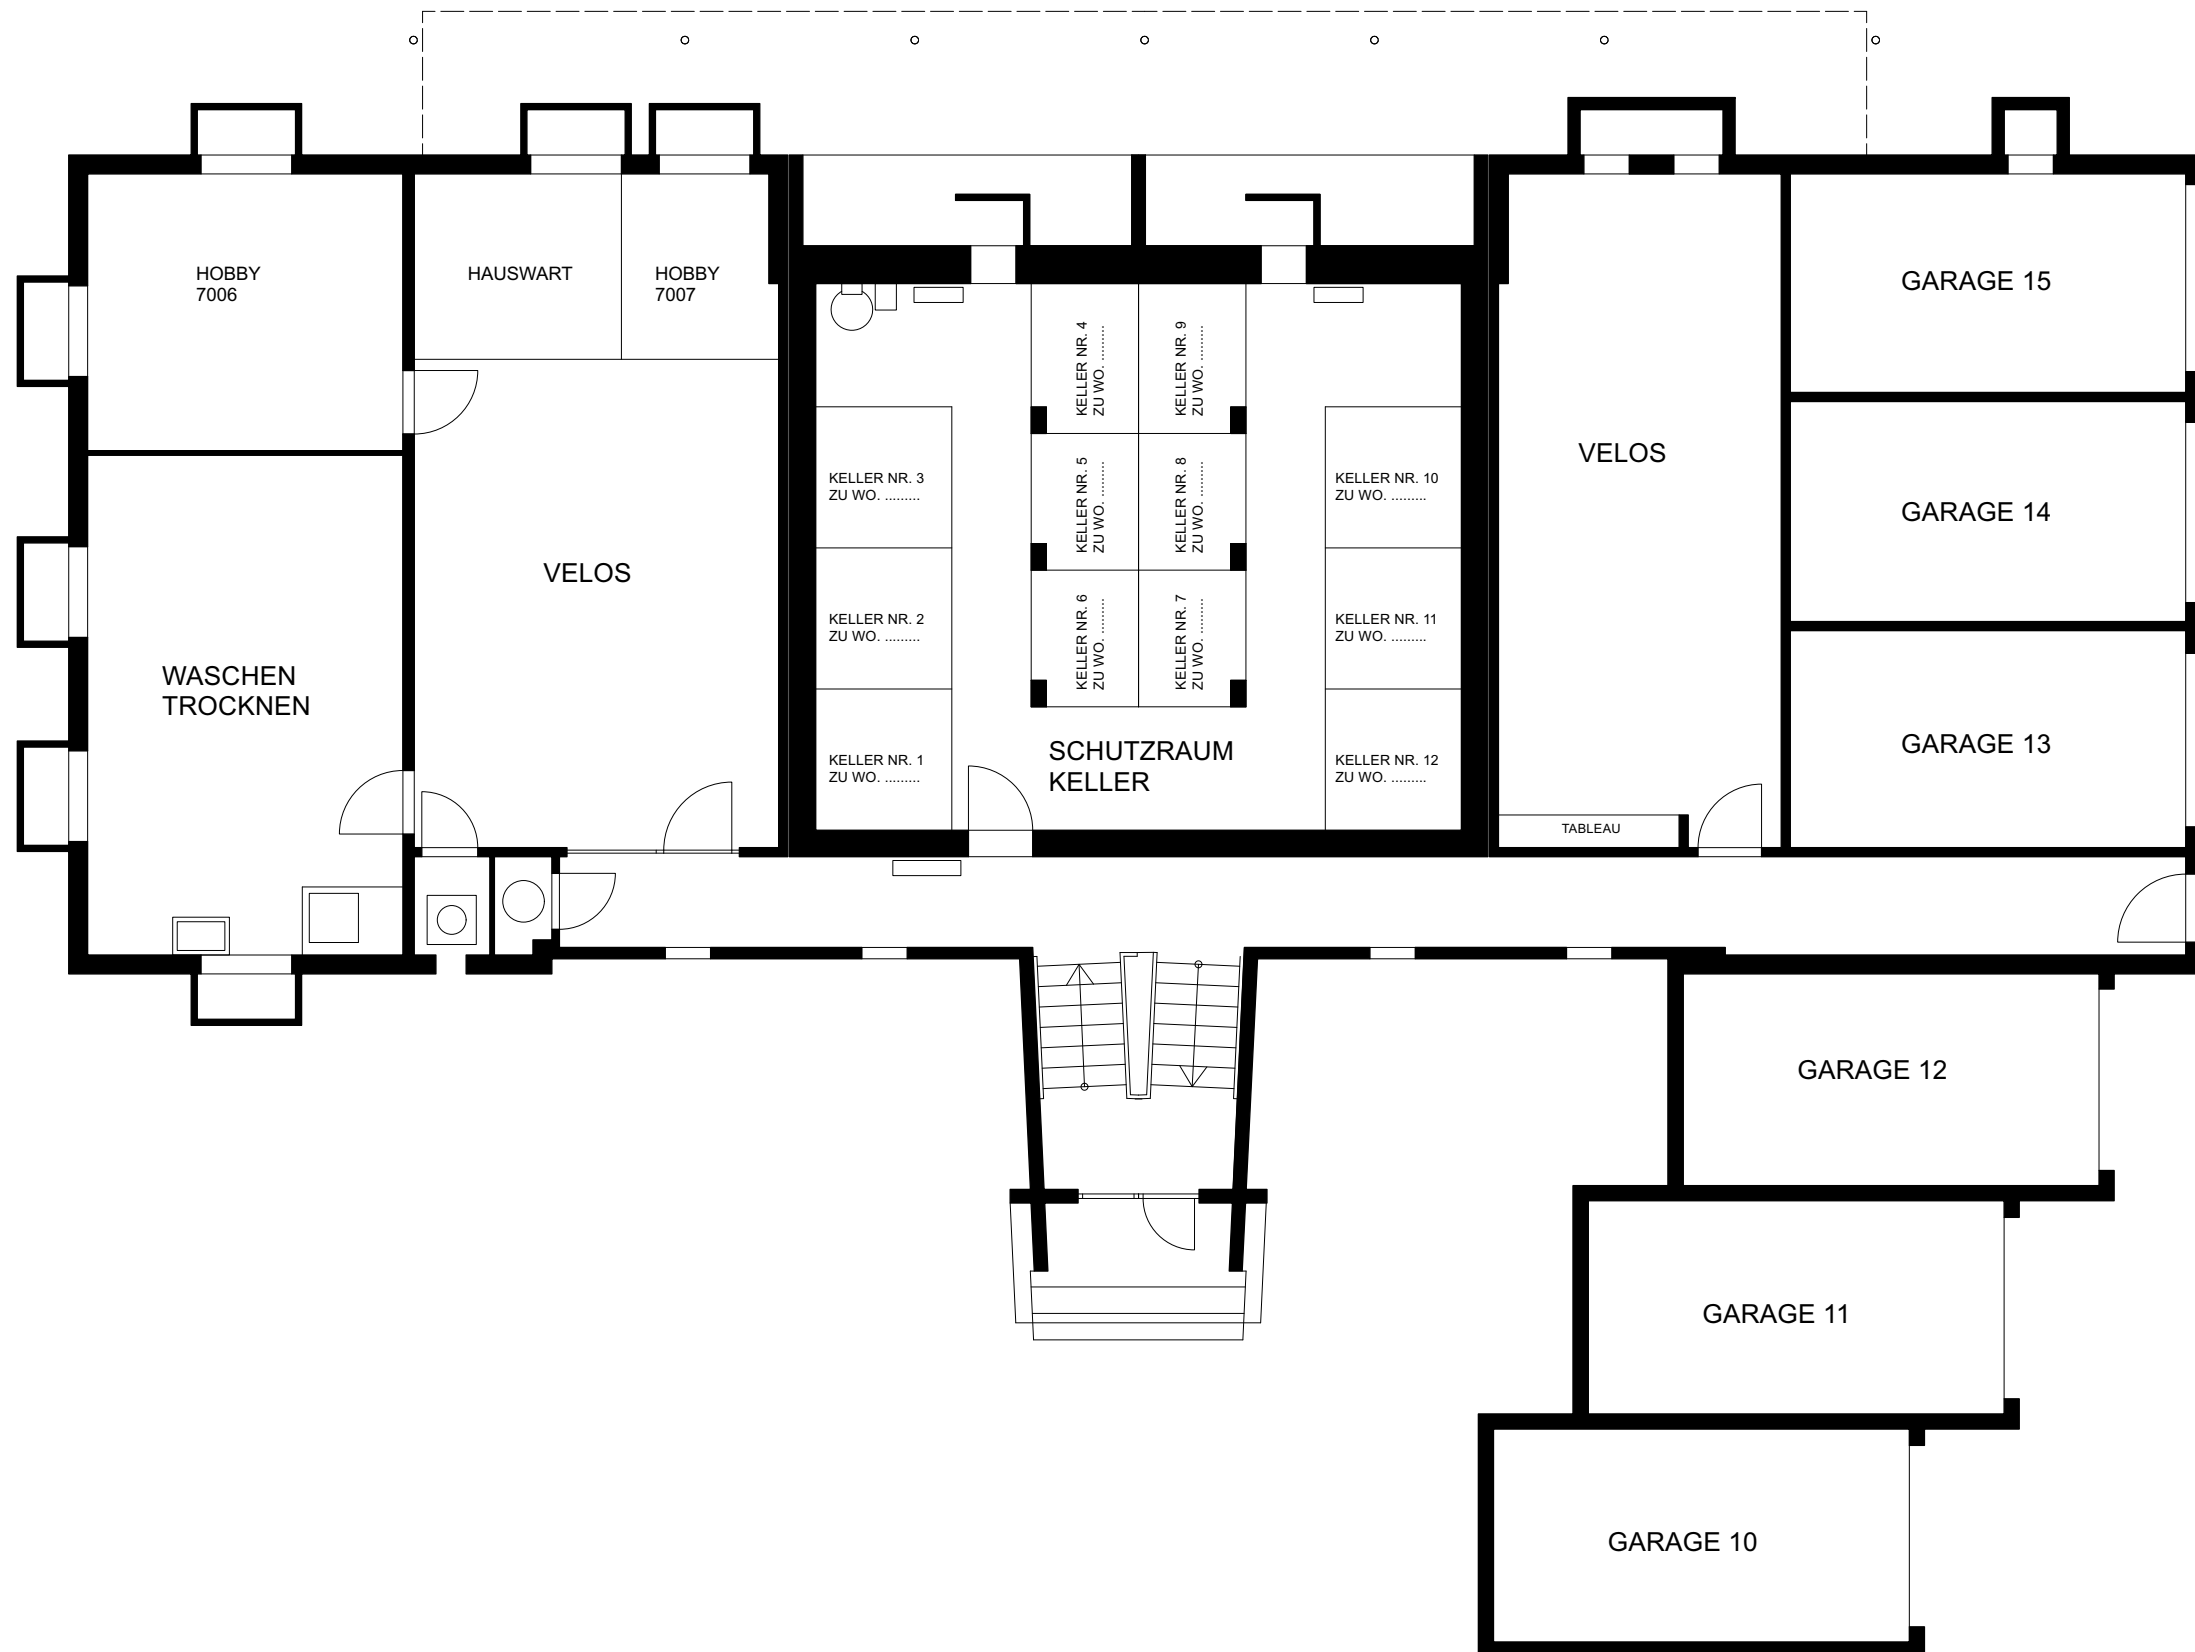 HOBBY
7006
HAUSWART
HOBBY
7007
VELOS
WASCHEN
TROCKNEN
KELLER NR. 3
ZU WO. .........
KELLER NR. 2
ZU WO. .........
KELLER NR. 1
ZU WO. .........
KELLER NR. 4
ZU WO. .........
KELLER NR. 5
ZU WO. .........
KELLER NR. 6
ZU WO. .........
KELLER NR. 9
ZU WO. .........
KELLER NR. 8
ZU WO. .........
KELLER NR. 7
ZU WO. .........
KELLER NR. 10
ZU WO. .........
KELLER NR. 11
ZU WO. .........
KELLER NR. 12
ZU WO. .........
SCHUTZRAUM
KELLER
VELOS
TABLEAU
GARAGE 15
GARAGE 14
GARAGE 13
GARAGE 12
GARAGE 11
GARAGE 10